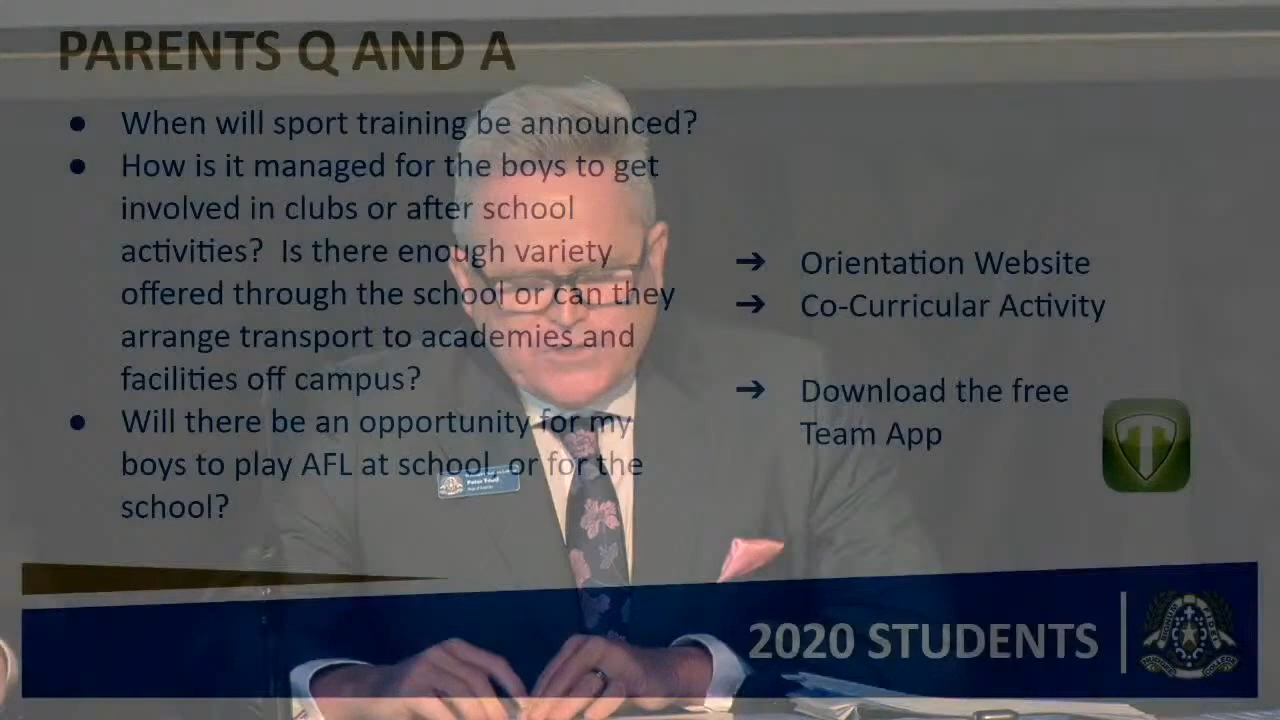 PARENTS Q AND A
● When will sport training be announced?
● How is it managed for the boys to get
involved in clubs or after school
activities? Is there enough variety
offered through the school or can they
arrange transport to academies and
facilities off campus?
● Will there be an opportunity for my
boys to play AFL at school, or for the
school?
➔ Orientation Website
➔ Co-Curricular Activity
➔ Download the free
Team App
T
2020 STUDENTS